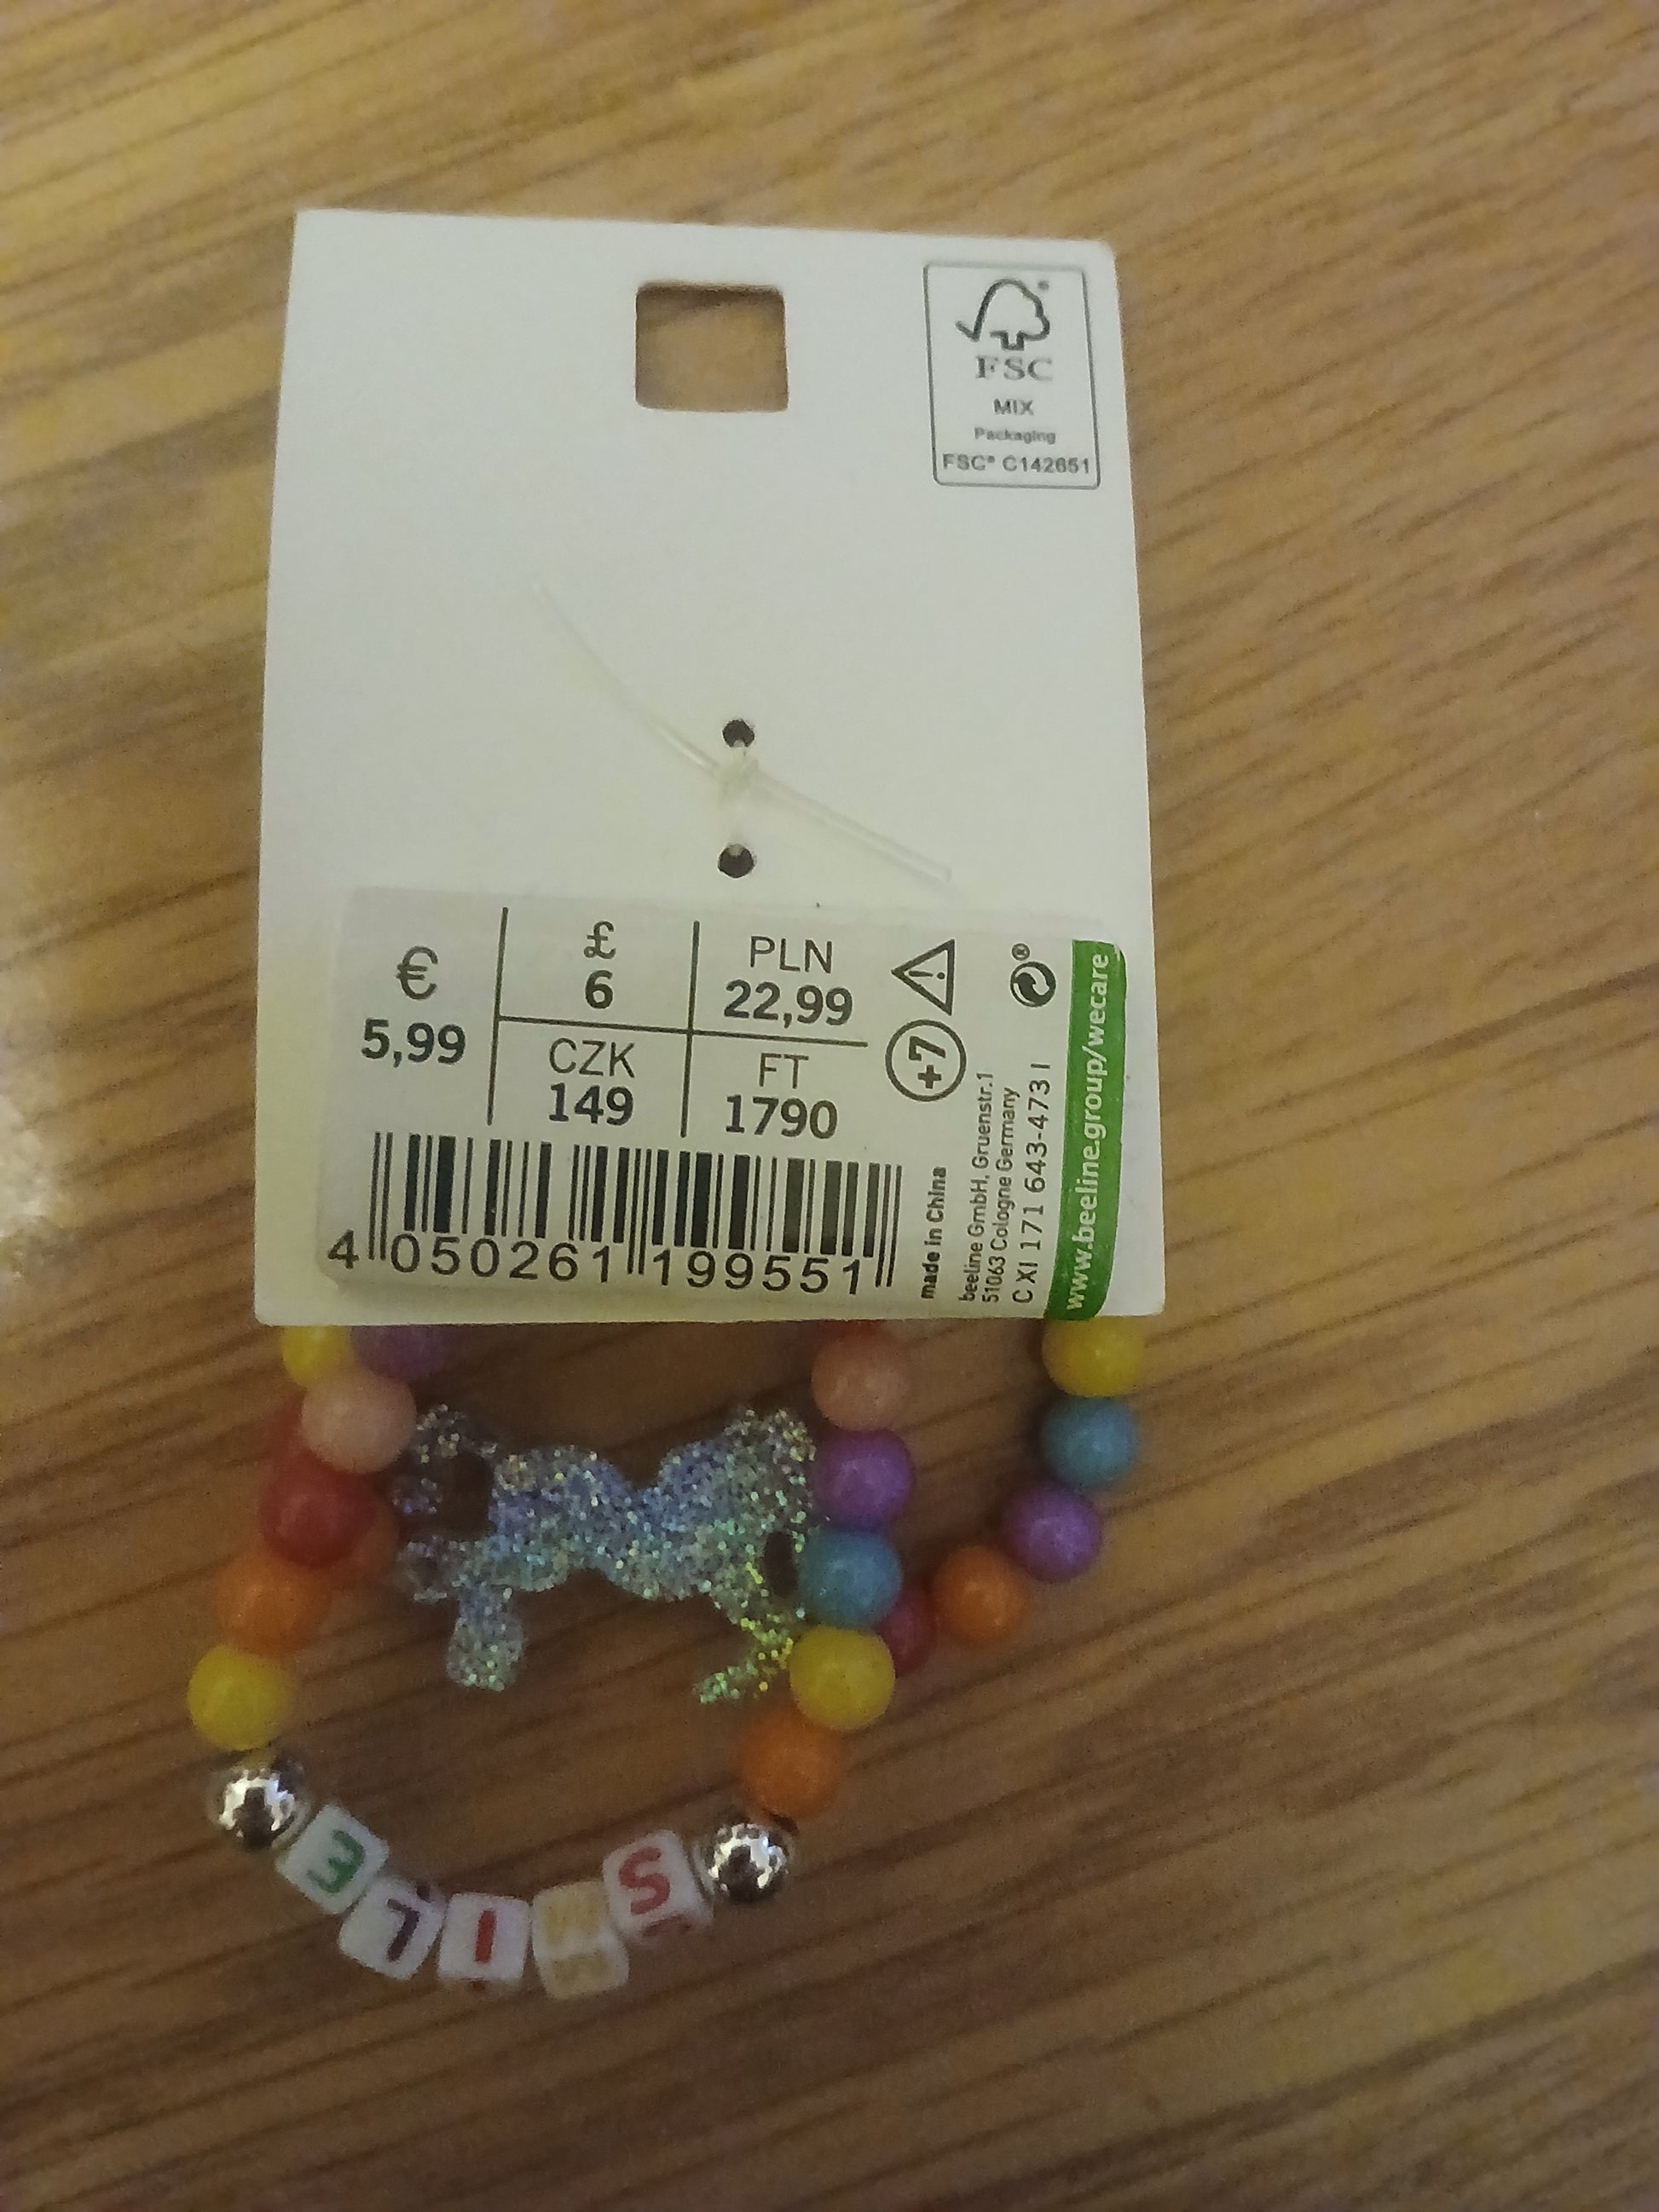 FSC®
MIX
Packaging
FSC® C142651
€
5,99
£
6
PLN
22,99
CZK
149
FT
1790
4 050261 199551
+7
made in China
beeline GmbH, Gruenstr.1
51063 Cologne Germany
C XI 171 643-473 I
www.beeline.group/wecare
SMILE